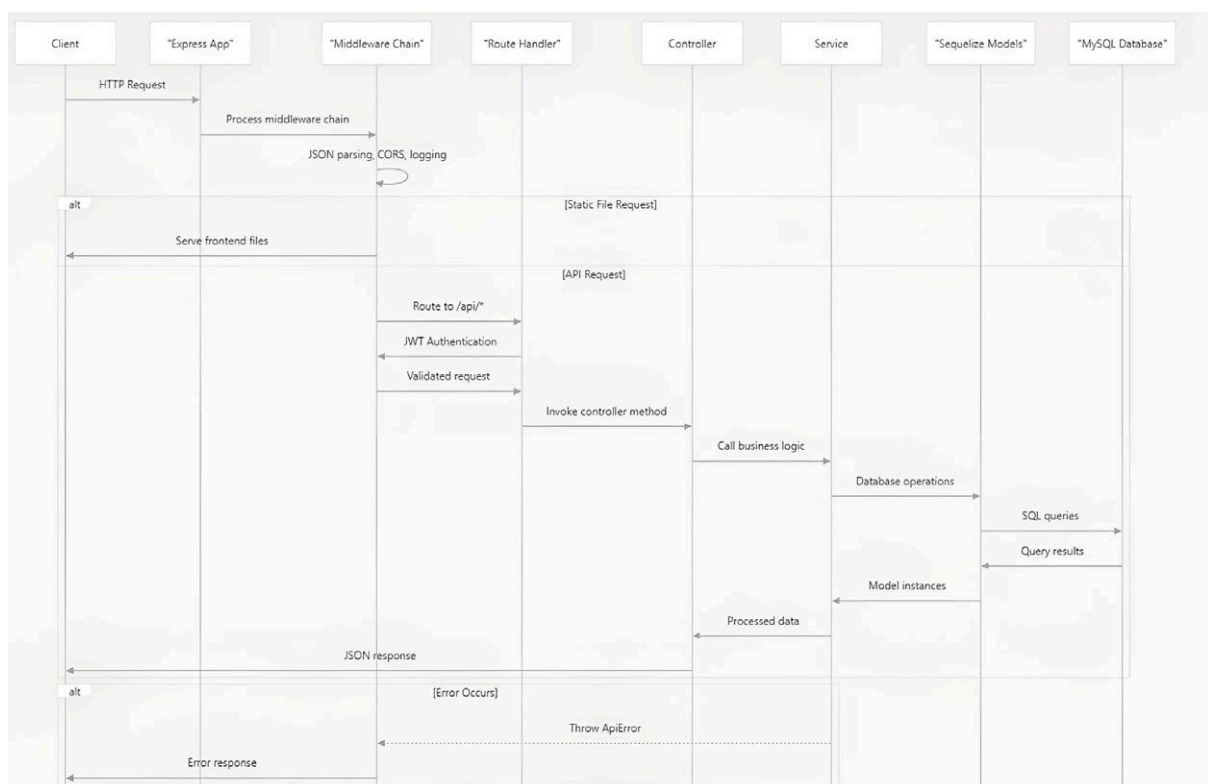 Client
"Express App"
"Middleware Chain"
"Route Handler"
Controller
Service
"Sequelize Models"
"MySQL Database"
HTTP Request
Process middleware chain
JSON parsing, CORS, logging
alt
[Static File Request]
Serve frontend files
[API Request]
Route to /api/*
JWT Authentication
Validated request
Invoke controller method
Call business logic
Database operations
SQL queries
Query results
Model instances
Processed data
JSON response
alt
[Error Occurs]
Throw ApiError
Error response